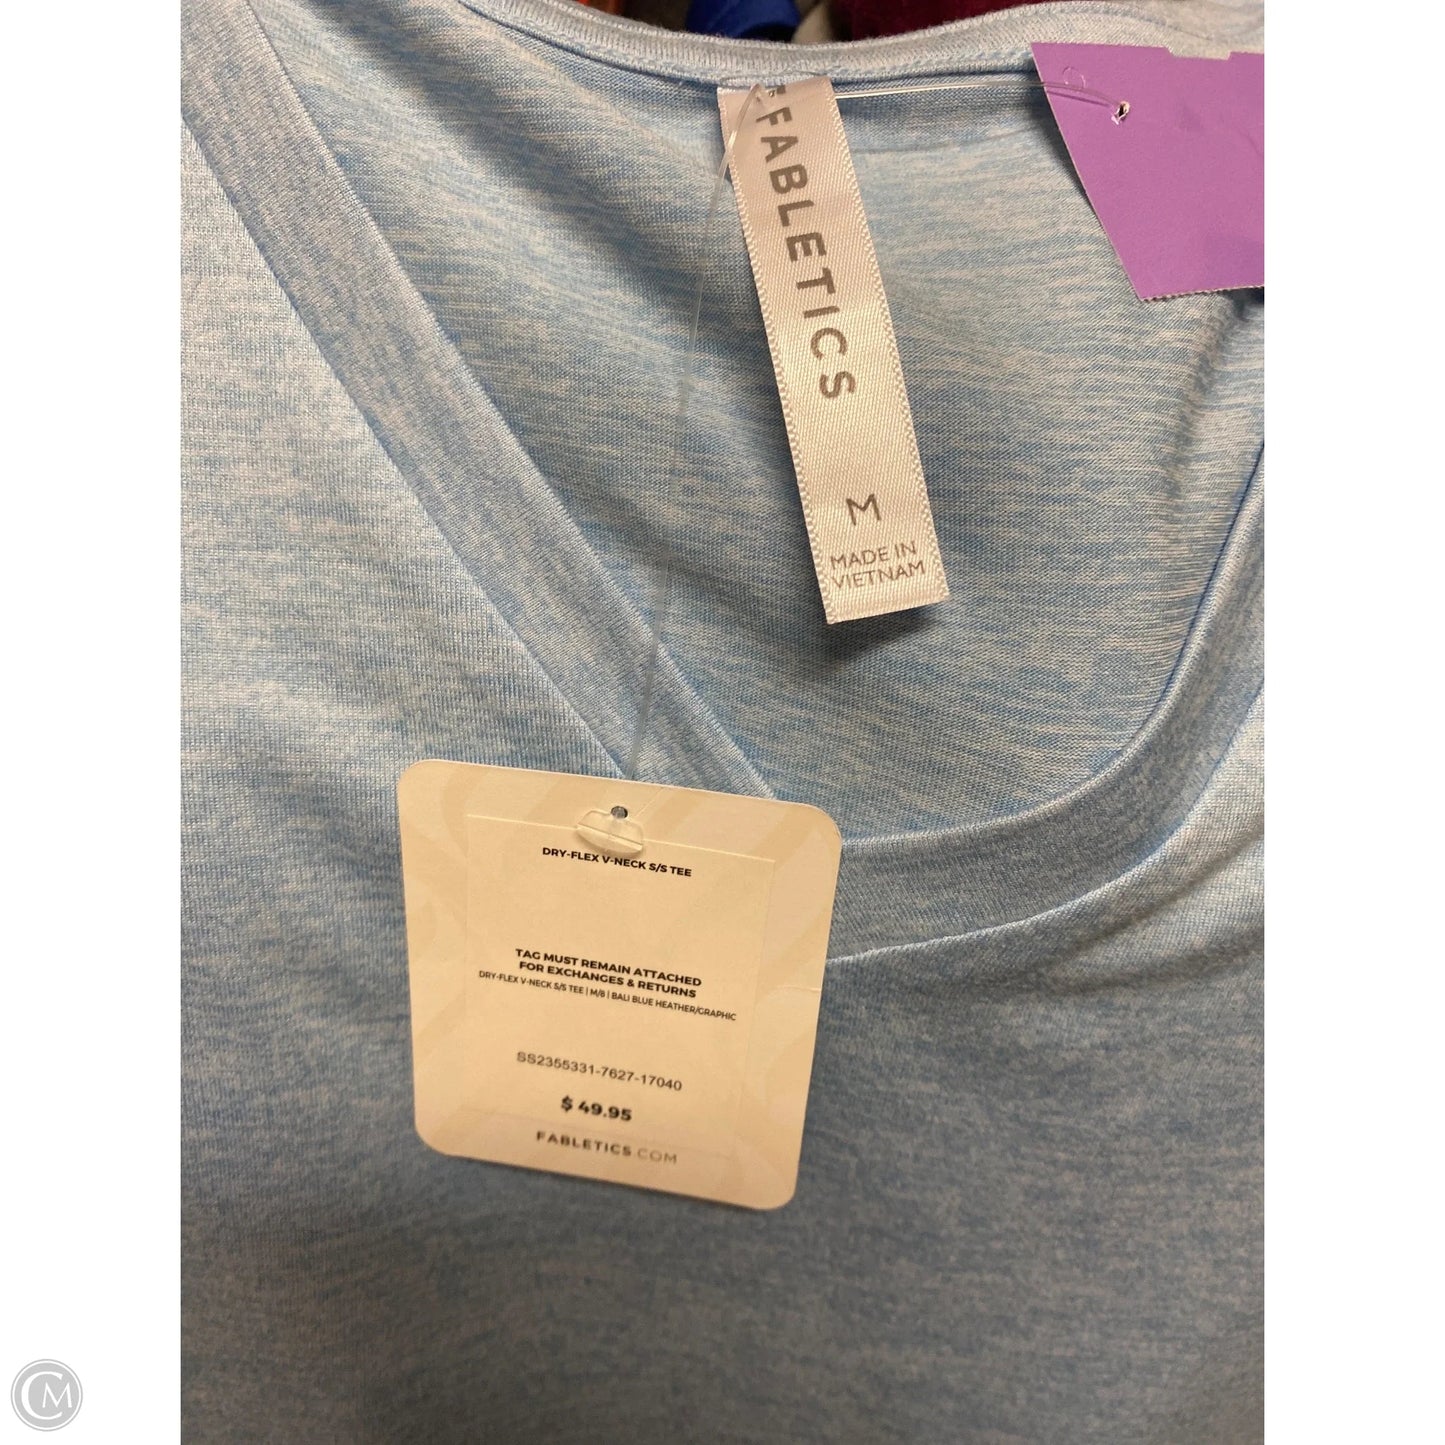 FABLETICS
M
MADE IN
VIETNAM
DRY-FLEX V-NECK S/S TEE
TAG MUST REMAIN ATTACHED
FOR EXCHANGES & RETURNS
DRY-FLEX V-NECK S/S TEE | M/8 | BALI BLUE HEATHER/GRAPHIC
SS2355331-7627-17040
$ 49.95
FABLETICS.COM
CM